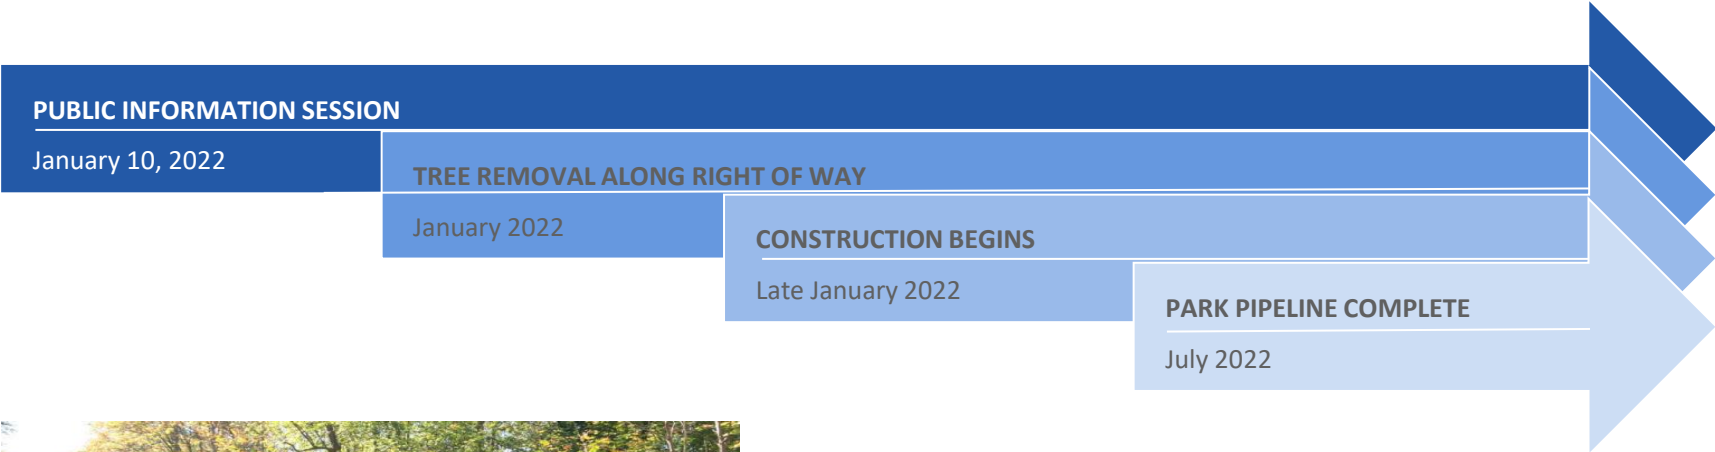 PUBLIC INFORMATION SESSION
January 10, 2022
TREE REMOVAL ALONG RIGHT OF WAY
January 2022
CONSTRUCTION BEGINS
Late January 2022
PARK PIPELINE COMPLETE
July 2022